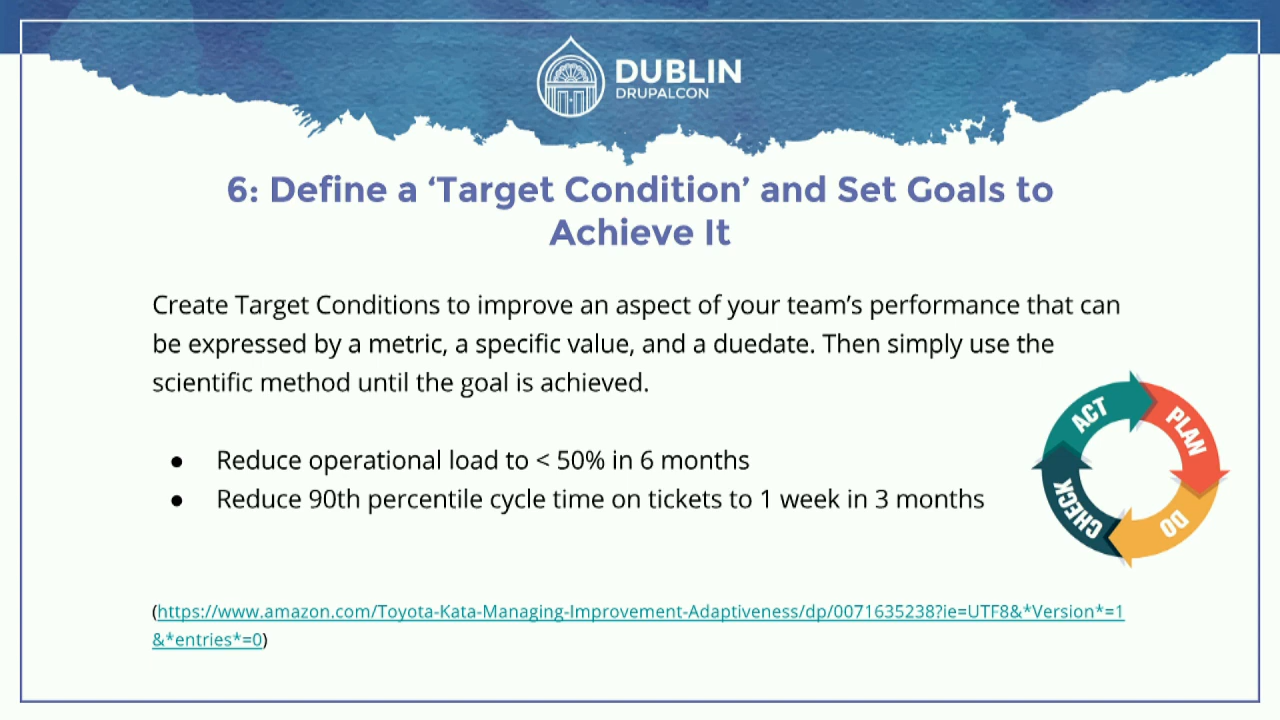 DUBLIN
DRUPALCON
6: Define a ‘Target Condition’ and Set Goals to
Achieve It
Create Target Conditions to improve an aspect of your team’s performance that can
be expressed by a metric, a specific value, and a duedate. Then simply use the
scientific method until the goal is achieved.
● Reduce operational load to < 50% in 6 months
● Reduce 90th percentile cycle time on tickets to 1 week in 3 months
ACT
PLAN
CHECK
DO
(https://www.amazon.com/Toyota-Kata-Managing-Improvement-Adaptiveness/dp/0071635238?ie=UTF8&*Version*=1
&*entries*=0)